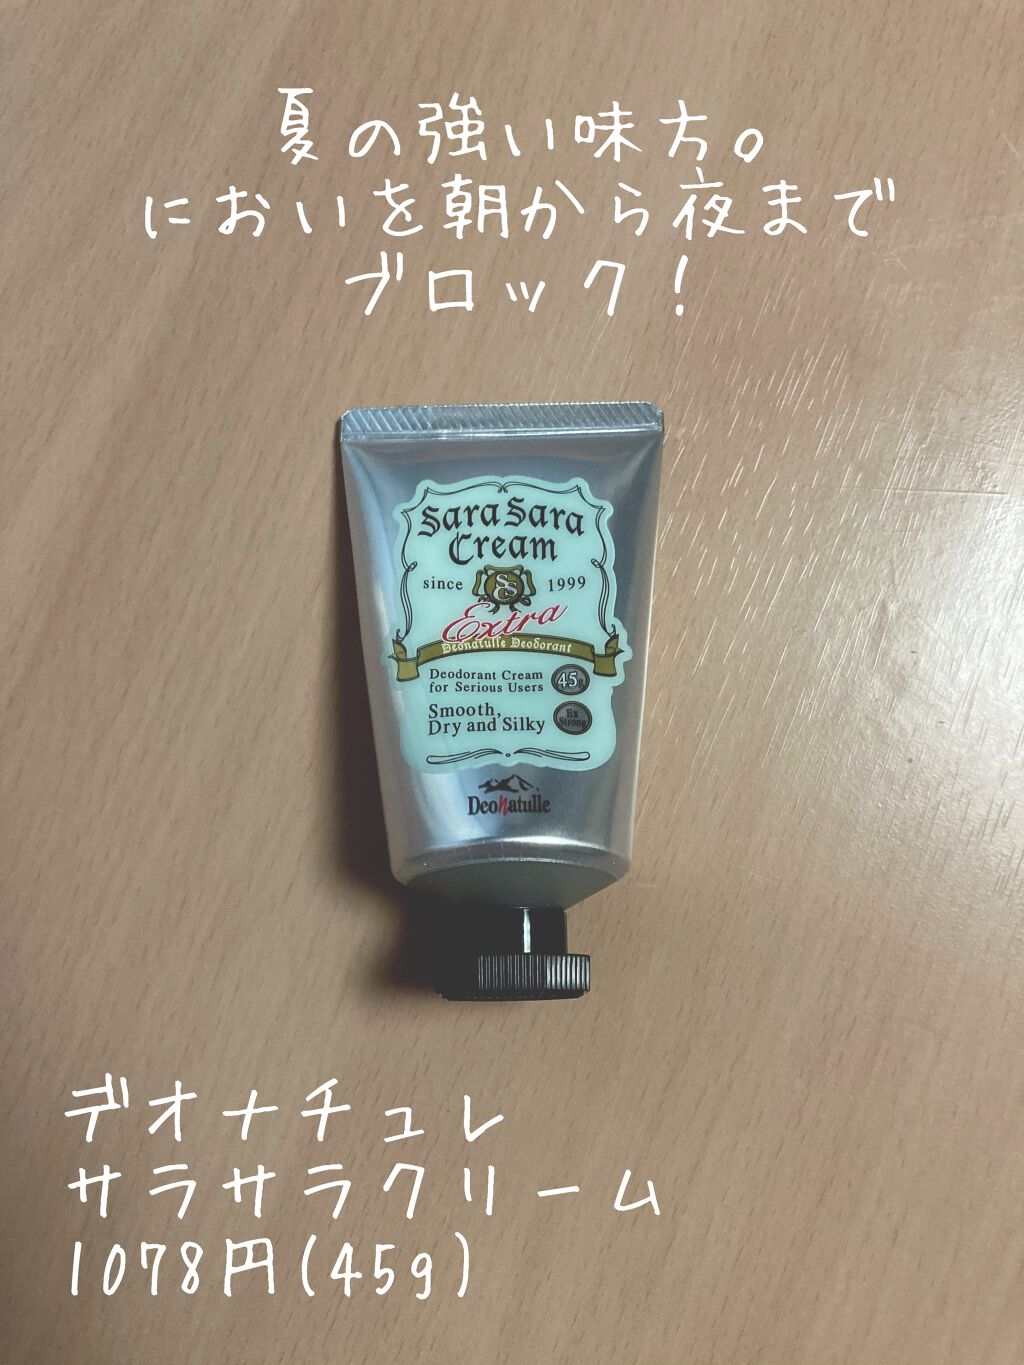 夏の強い味方。
においを朝から夜まで
ブロック！
Sara Sara
Cream
since 1999
SCS
Extra
Deonatulle Deodorant
Deodorant Cream
for Serious Users
45g
Smooth,
Dry and Silky
Ex
Strong
DeoNatulle
デオナチュレ
サラサラクリーム
1078円(45g)